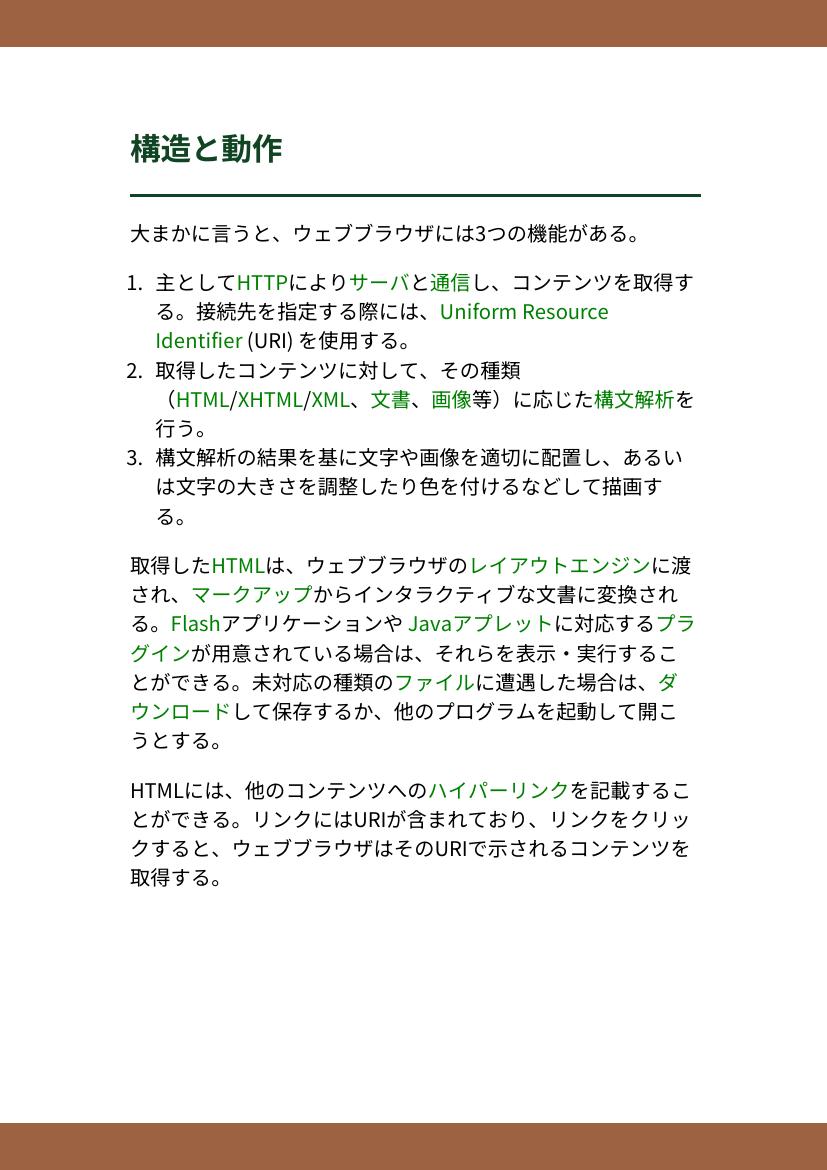 構造と動作
大まかに言うと、ウェブブラウザには3つの機能がある。
1. 主としてHTTPによりサーバと通信し、コンテンツを取得す
る。接続先を指定する際には、Uniform Resource
Identifier (URI) を使用する。
2. 取得したコンテンツに対して、その種類
（HTML/XHTML/XML、文書、画像等）に応じた構文解析を
行う。
3. 構文解析の結果を基に文字や画像を適切に配置し、あるい
は文字の大きさを調整したり色を付けるなどして描画す
る。
取得したHTMLは、ウェブブラウザのレイアウトエンジンに渡
され、マークアップからインタラクティブな文書に変換され
る。Flashアプリケーションや Javaアプレットに対応するプラ
グインが用意されている場合は、それらを表示・実行するこ
とができる。未対応の種類のファイルに遭遇した場合は、ダ
ウンロードして保存するか、他のプログラムを起動して開こ
うとする。
HTMLには、他のコンテンツへのハイパーリンクを記載するこ
とができる。リンクにはURIが含まれており、リンクをクリッ
クすると、ウェブブラウザはそのURIで示されるコンテンツを
取得する。